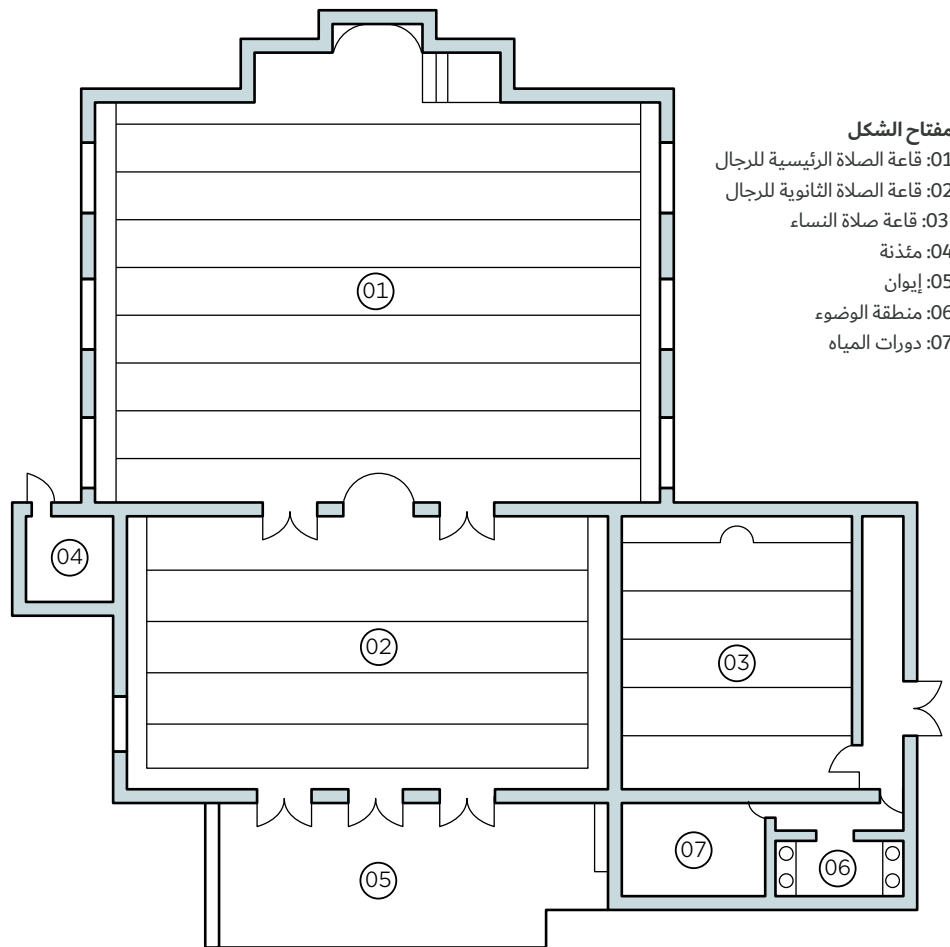 مفتاح الشكل
01: قاعة الصلاة الرئيسية للرجال
02: قاعة الصلاة الثانوية للرجال
03: قاعة صلاة النساء
04: مئذنة
05: إيوان
06: منطقة الوضوء
07: دورات المياه
01
04
02
03
07
06
05